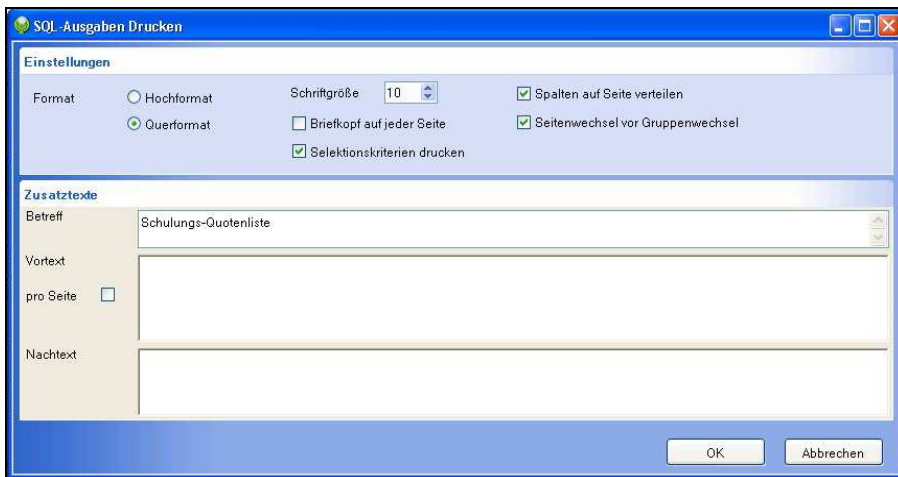 SQL-Ausgaben Drucken
Einstellungen
Format
Hochformat
Querformat
Schriftgröße 10
Briefkopf auf jeder Seite
Selektionskriterien drucken
Spalten auf Seite verteilen
Seitenwechsel vor Gruppenwechsel
Zusatztexte
Betreff
Schulungs-Quotenliste
Vortext
pro Seite
Nachtext
OK
Abbrechen